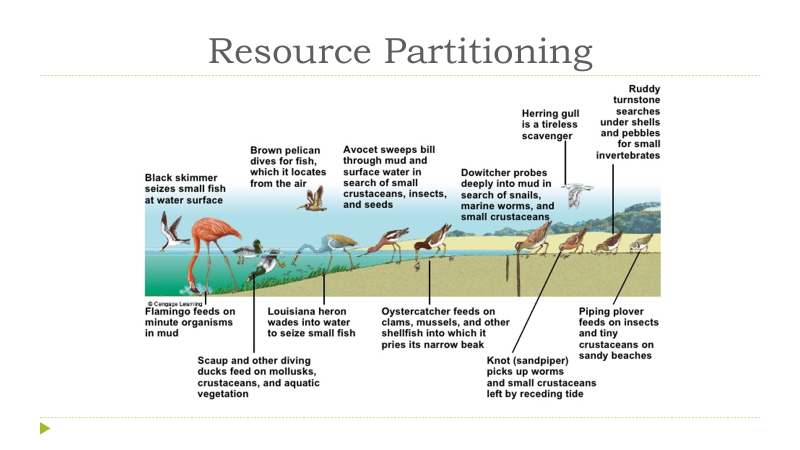 Resource Partitioning
Black skimmer
seizes small fish
at water surface
Brown pelican
dives for fish,
which it locates
from the air
Avocet sweeps bill
through mud and
surface water in
search of small
crustaceans, insects,
and seeds
Dowitcher probes
deeply into mud in
search of snails,
marine worms, and
small crustaceans
Herring gull
is a tireless
scavenger
Ruddy
turnstone
searches
under shells
and pebbles
for small
invertebrates
© Cengage Learning
Flamingo feeds on
minute organisms
in mud
Scaup and other diving
ducks feed on mollusks,
crustaceans, and aquatic
vegetation
Louisiana heron
wades into water
to seize small fish
Oystercatcher feeds on
clams, mussels, and other
shellfish into which it
pries its narrow beak
Knot (sandpiper)
picks up worms
and small crustaceans
left by receding tide
Piping plover
feeds on insects
and tiny
crustaceans on
sandy beaches